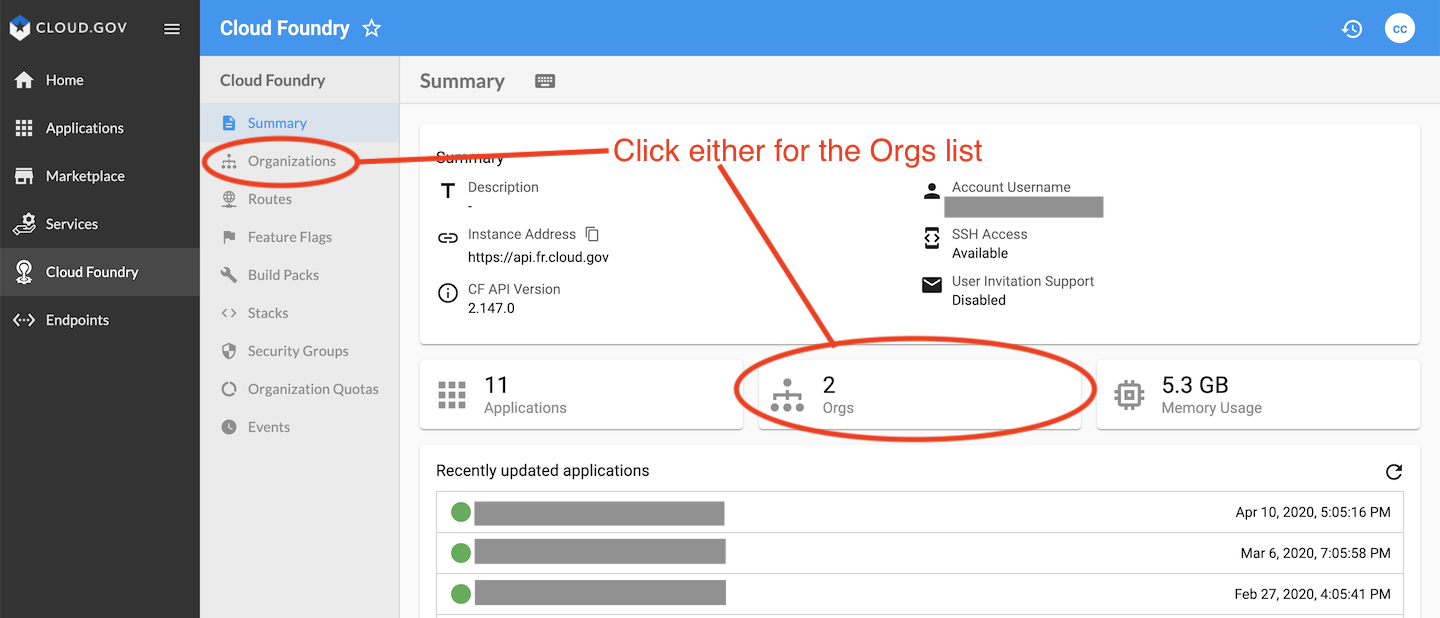 CLOUD.GOV
Home
Applications
Marketplace
Services
Cloud Foundry
Endpoints
Cloud Foundry
CC
Cloud Foundry
Summary
Organizations
Routes
Feature Flags
Build Packs
Stacks
Security Groups
Organization Quotas
Events
Summary
Click either for the Orgs list
Summary
Description
-
Instance Address
https://api.fr.cloud.gov
CF API Version
2.147.0
Account Username
SSH Access
Available
User Invitation Support
Disabled
11
Applications
2
Orgs
5.3 GB
Memory Usage
Recently updated applications
Apr 10, 2020, 5:05:16 PM
Mar 6, 2020, 7:05:58 PM
Feb 27, 2020, 4:05:41 PM